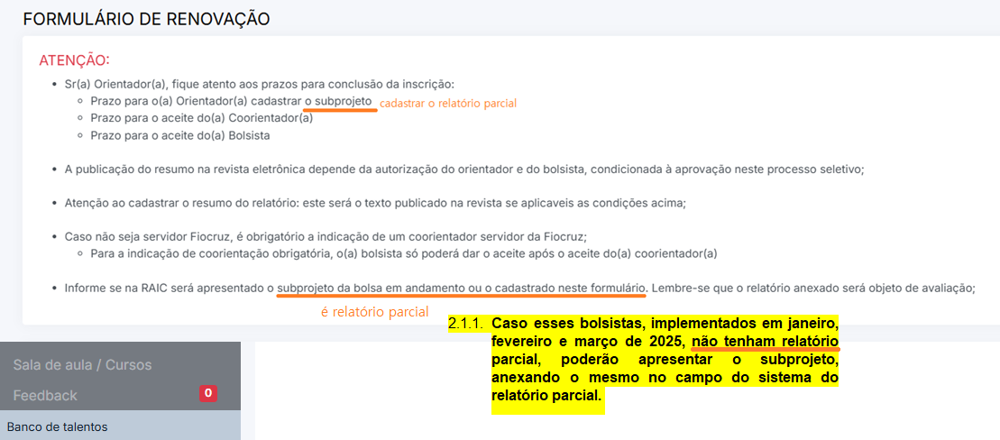 FORMULÁRIO DE RENOVAÇÃO
ATENÇÃO:
• Sr(a) Orientador(a), fique atento aos prazos para conclusão da inscrição:
◦ Prazo para o(a) Orientador(a) cadastrar o subprojeto cadastrar o relatório parcial
◦ Prazo para o aceite do(a) Coorientador(a)
◦ Prazo para o aceite do(a) Bolsista
• A publicação do resumo na revista eletrônica depende da autorização do orientador e do bolsista, condicionada à aprovação neste processo seletivo;
• Atenção ao cadastrar o resumo do relatório: este será o texto publicado na revista se aplicaveis as condições acima;
• Caso não seja servidor Fiocruz, é obrigatório a indicação de um coorientador servidor da Fiocruz;
◦ Para a indicação de coorientação obrigatória, o(a) bolsista só poderá dar o aceite após o aceite do(a) coorientador(a)
• Informe se na RAIC será apresentado o subprojeto da bolsa em andamento ou o cadastrado neste formulário. Lembre-se que o relatório anexado será objeto de avaliação;
é relatório parcial
2.1.1. Caso esses bolsistas, implementados em janeiro,
fevereiro e março de 2025, não tenham relatório
parcial, poderão apresentar o subprojeto,
anexando o mesmo no campo do sistema do
relatório parcial.
Sala de aula / Cursos
Feedback 0
Banco de talentos